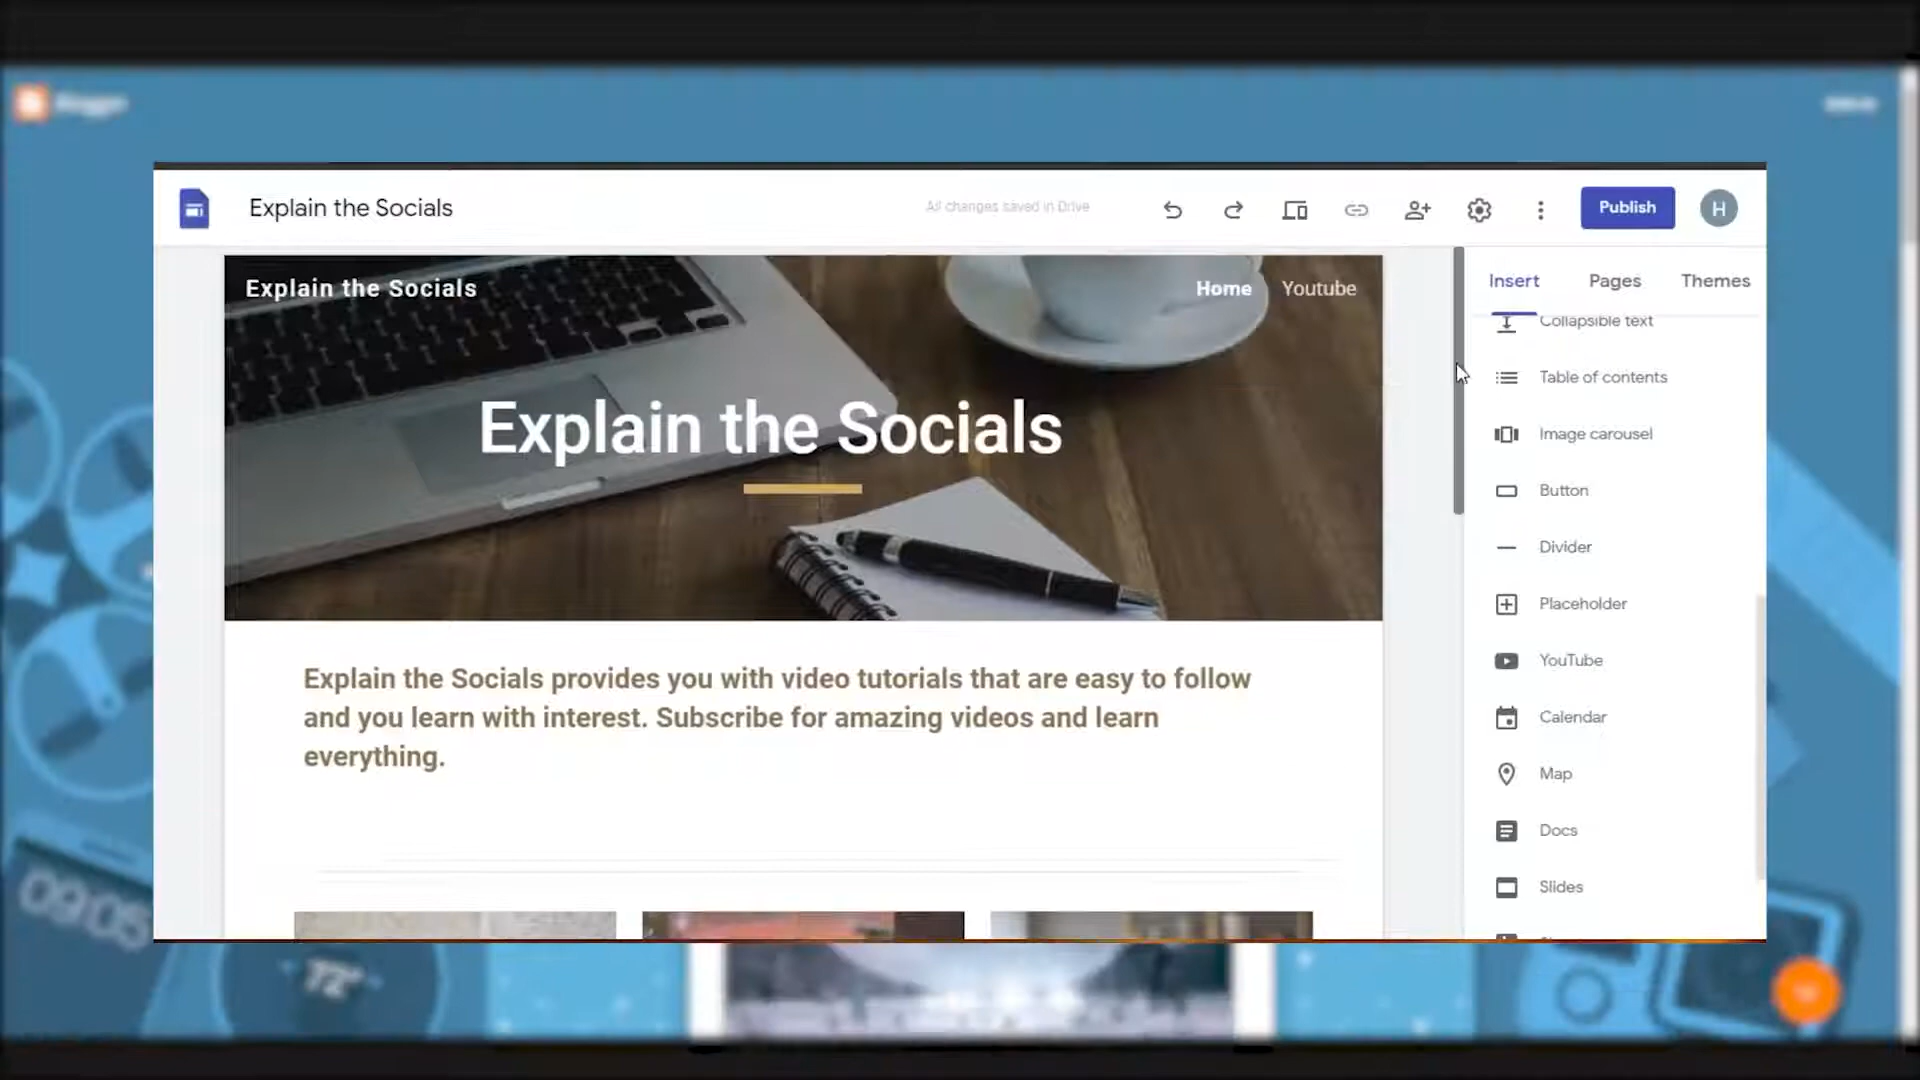 Explain the Socials
All changes saved in Drive
Publish
H
Explain the Socials
Home
Youtube
Insert
Pages
Themes
Collapsible text
Table of contents
Image carousel
Button
Divider
Placeholder
YouTube
Calendar
Map
Docs
Slides
Explain the Socials
Explain the Socials provides you with video tutorials that are easy to follow
and you learn with interest. Subscribe for amazing videos and learn
everything.
09:05
72°